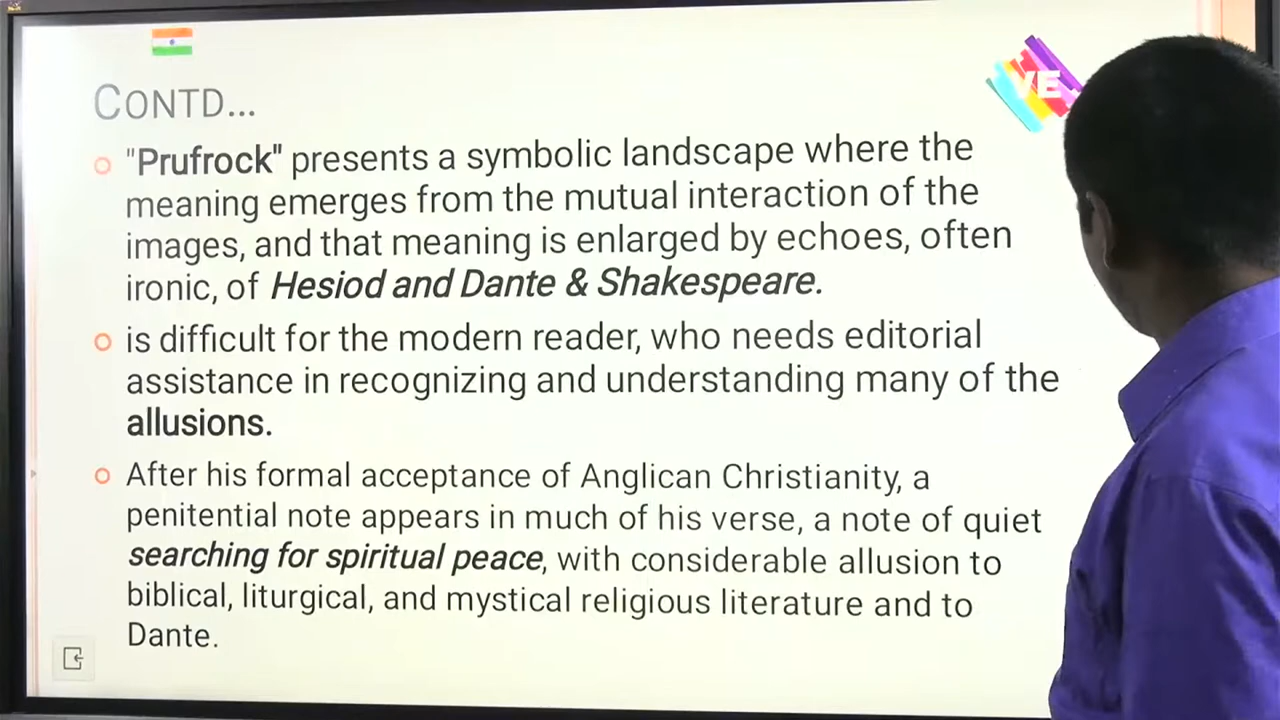 VE
CONTD...
"Prufrock" presents a symbolic landscape where the
meaning emerges from the mutual interaction of the
images, and that meaning is enlarged by echoes, often
ironic, of Hesiod and Dante & Shakespeare.
is difficult for the modern reader, who needs editorial
assistance in recognizing and understanding many of the
allusions.
After his formal acceptance of Anglican Christianity, a
penitential note appears in much of his verse, a note of quiet
searching for spiritual peace, with considerable allusion to
biblical, liturgical, and mystical religious literature and to
Dante.